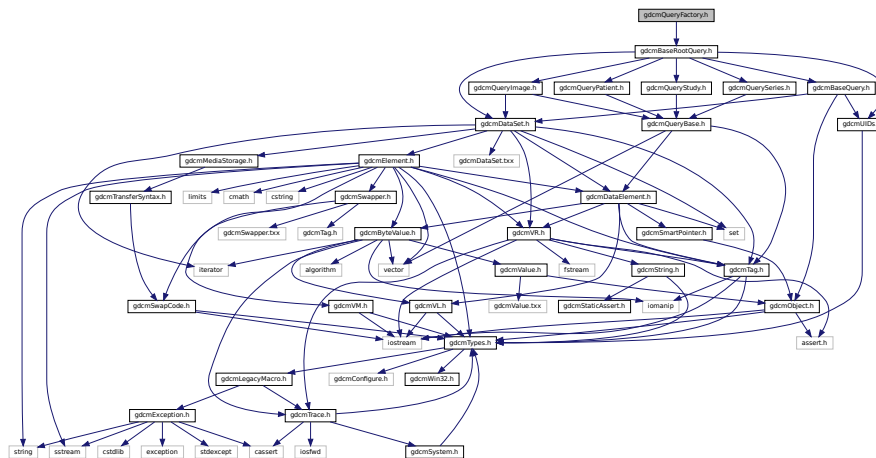 gdcmQueryFactory.h
gdcmBaseRootQuery.h
gdcmQueryImage.h gdcmQueryPatient.h gdcmQueryStudy.h gdcmQuerySeries.h gdcmBaseQuery.h
gdcmDataSet.h gdcmQueryBase.h gdcmUIDs
gdcmMediaStorage.h gdcmElement.h gdcmDataSet.txx
gdcmTransferSyntax.h limits cmath cstring gdcmSwapper.h gdcmDataElement.h
gdcmSwapper.txx gdcmTag.h gdcmByteValue.h gdcmVR.h gdcmSmartPointer.h set
iterator algorithm vector gdcmValue.h fstream gdcmString.h gdcmTag.h
gdcmSwapCode.h gdcmVM.h gdcmVL.h gdcmValue.txx gdcmStaticAssert.h iomanip gdcmObject.h
iostream gdcmTypes.h assert.h
gdcmLegacyMacro.h gdcmConfigure.h gdcmWin32.h
gdcmException.h gdcmTrace.h
string sstream cstdlib exception stdexcept cassert iosfwd gdcmSystem.h